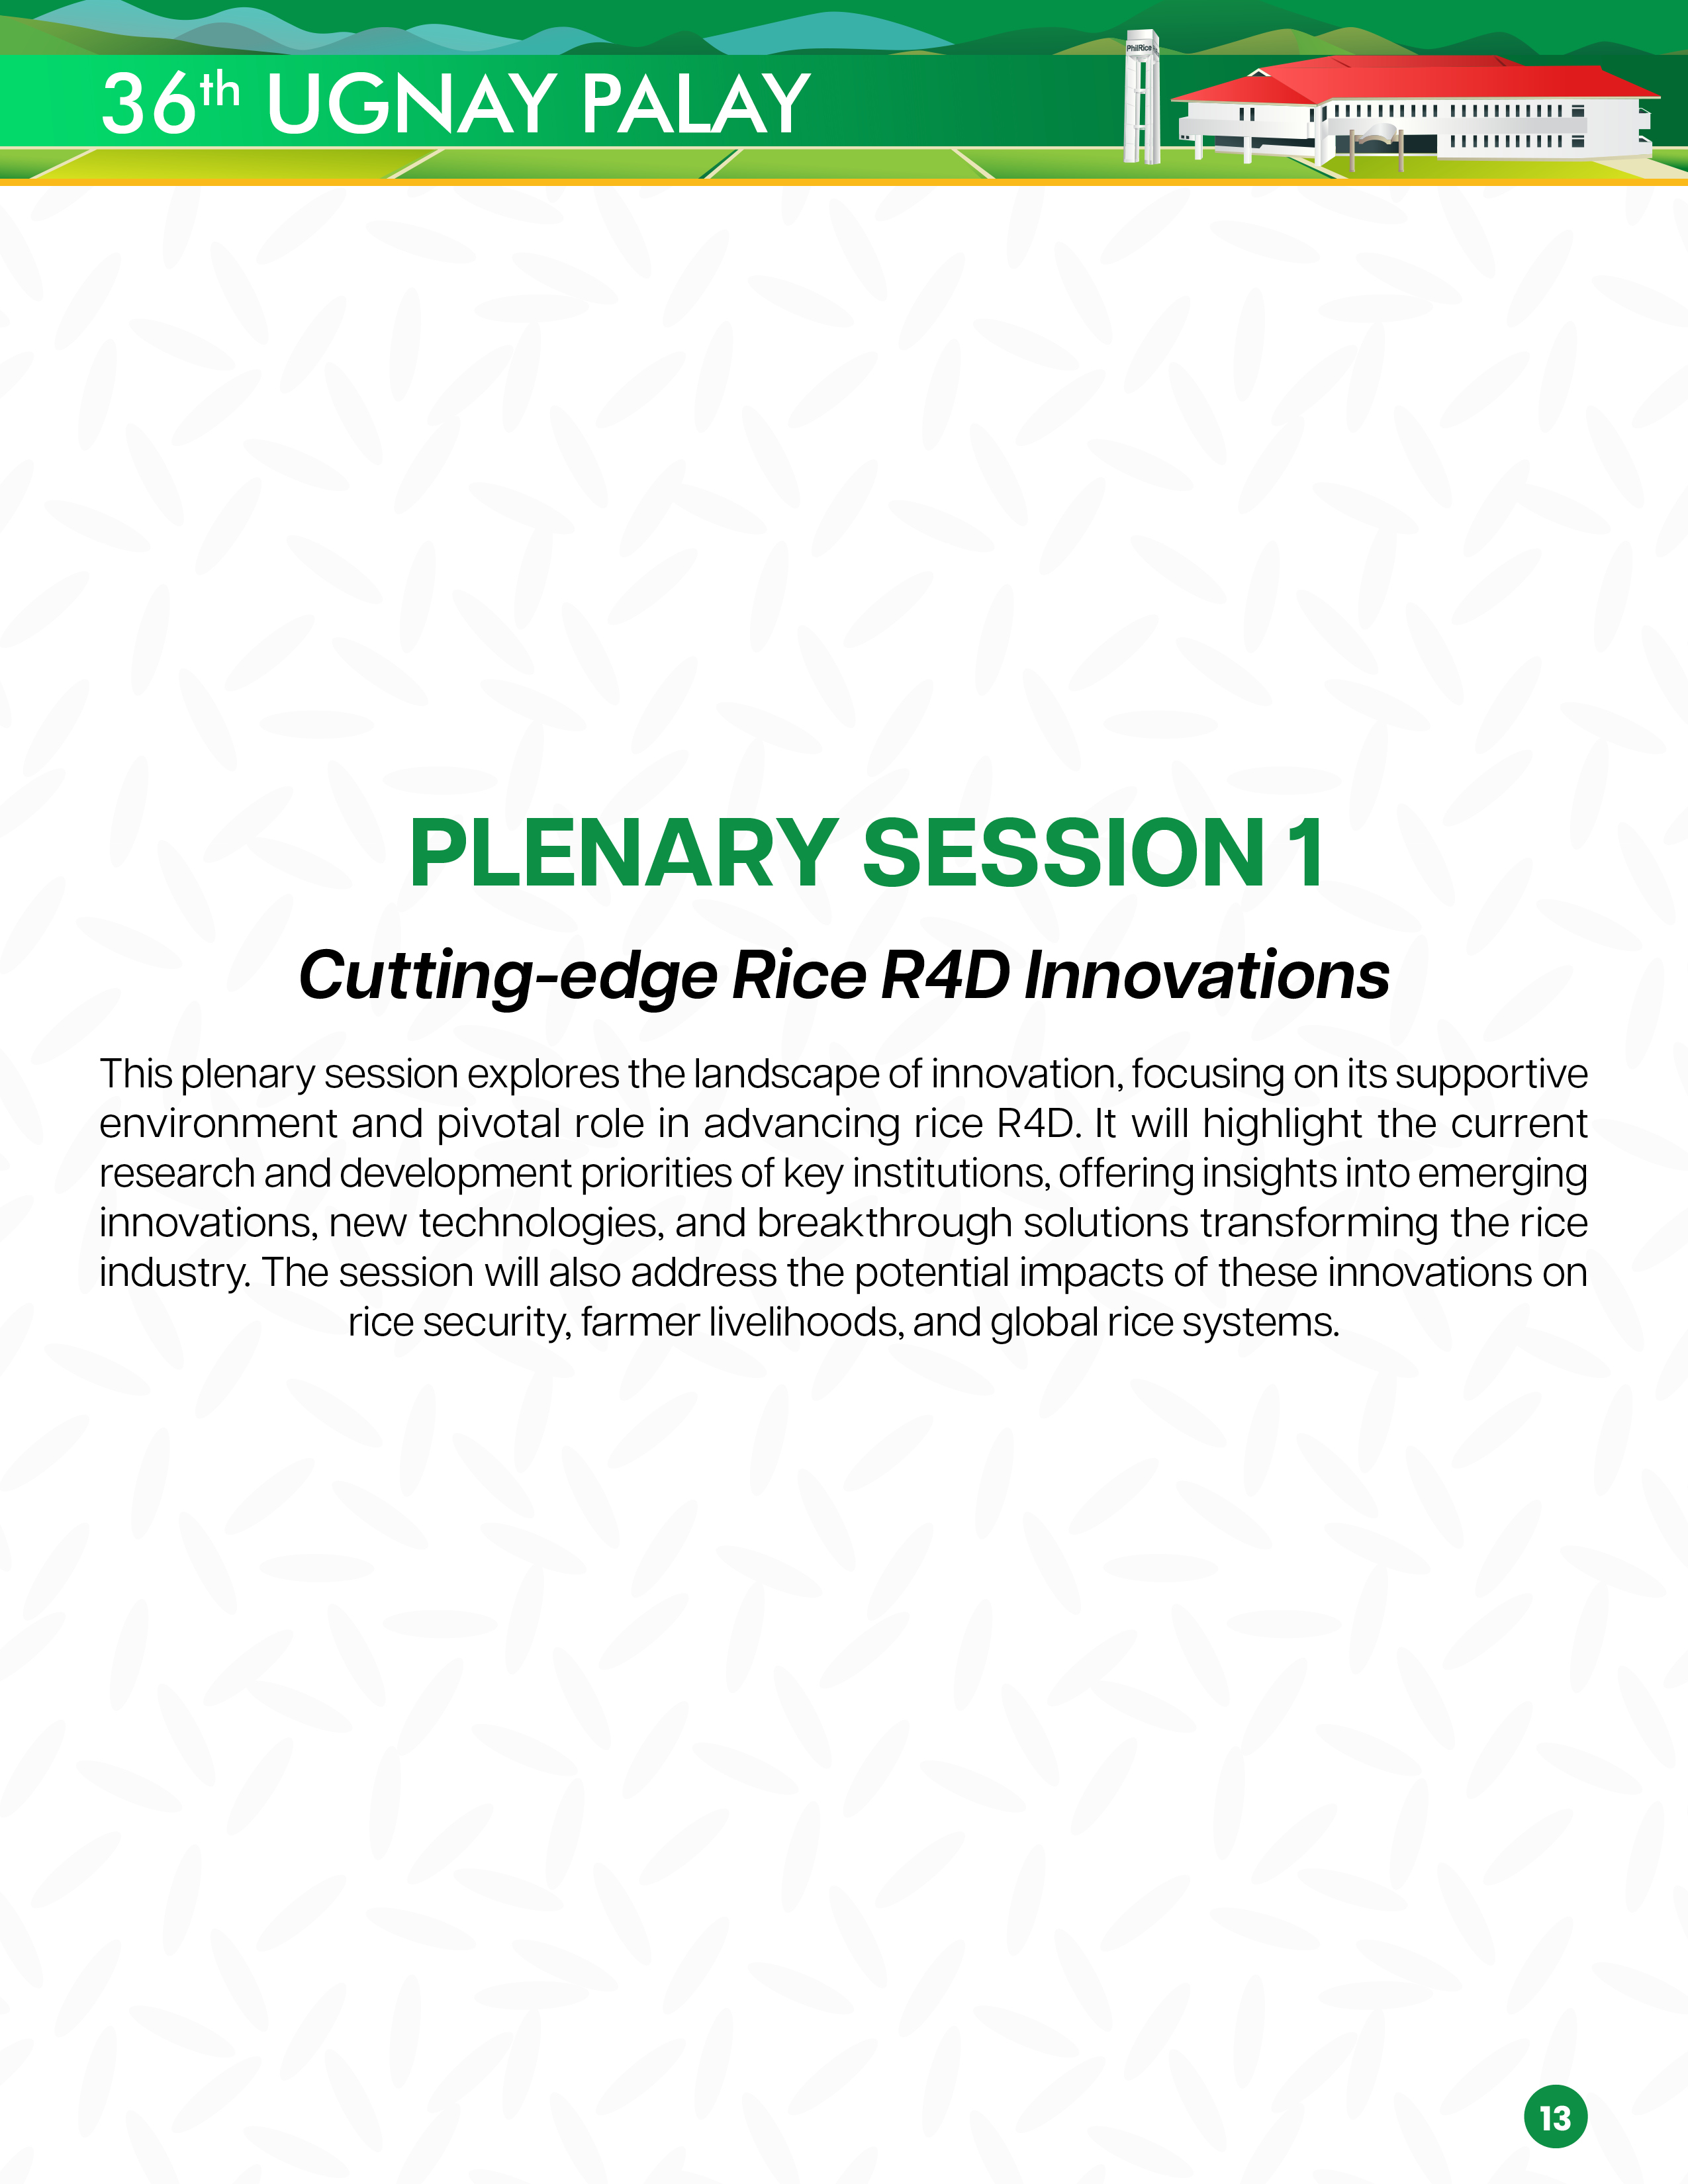 36th UGNAY PALAY
PhilRice
PLENARY SESSION 1
Cutting-edge Rice R4D Innovations
This plenary session explores the landscape of innovation, focusing on its supportive
environment and pivotal role in advancing rice R4D. It will highlight the current
research and development priorities of key institutions, offering insights into emerging
innovations, new technologies, and breakthrough solutions transforming the rice
industry. The session will also address the potential impacts of these innovations on
rice security, farmer livelihoods, and global rice systems.
13